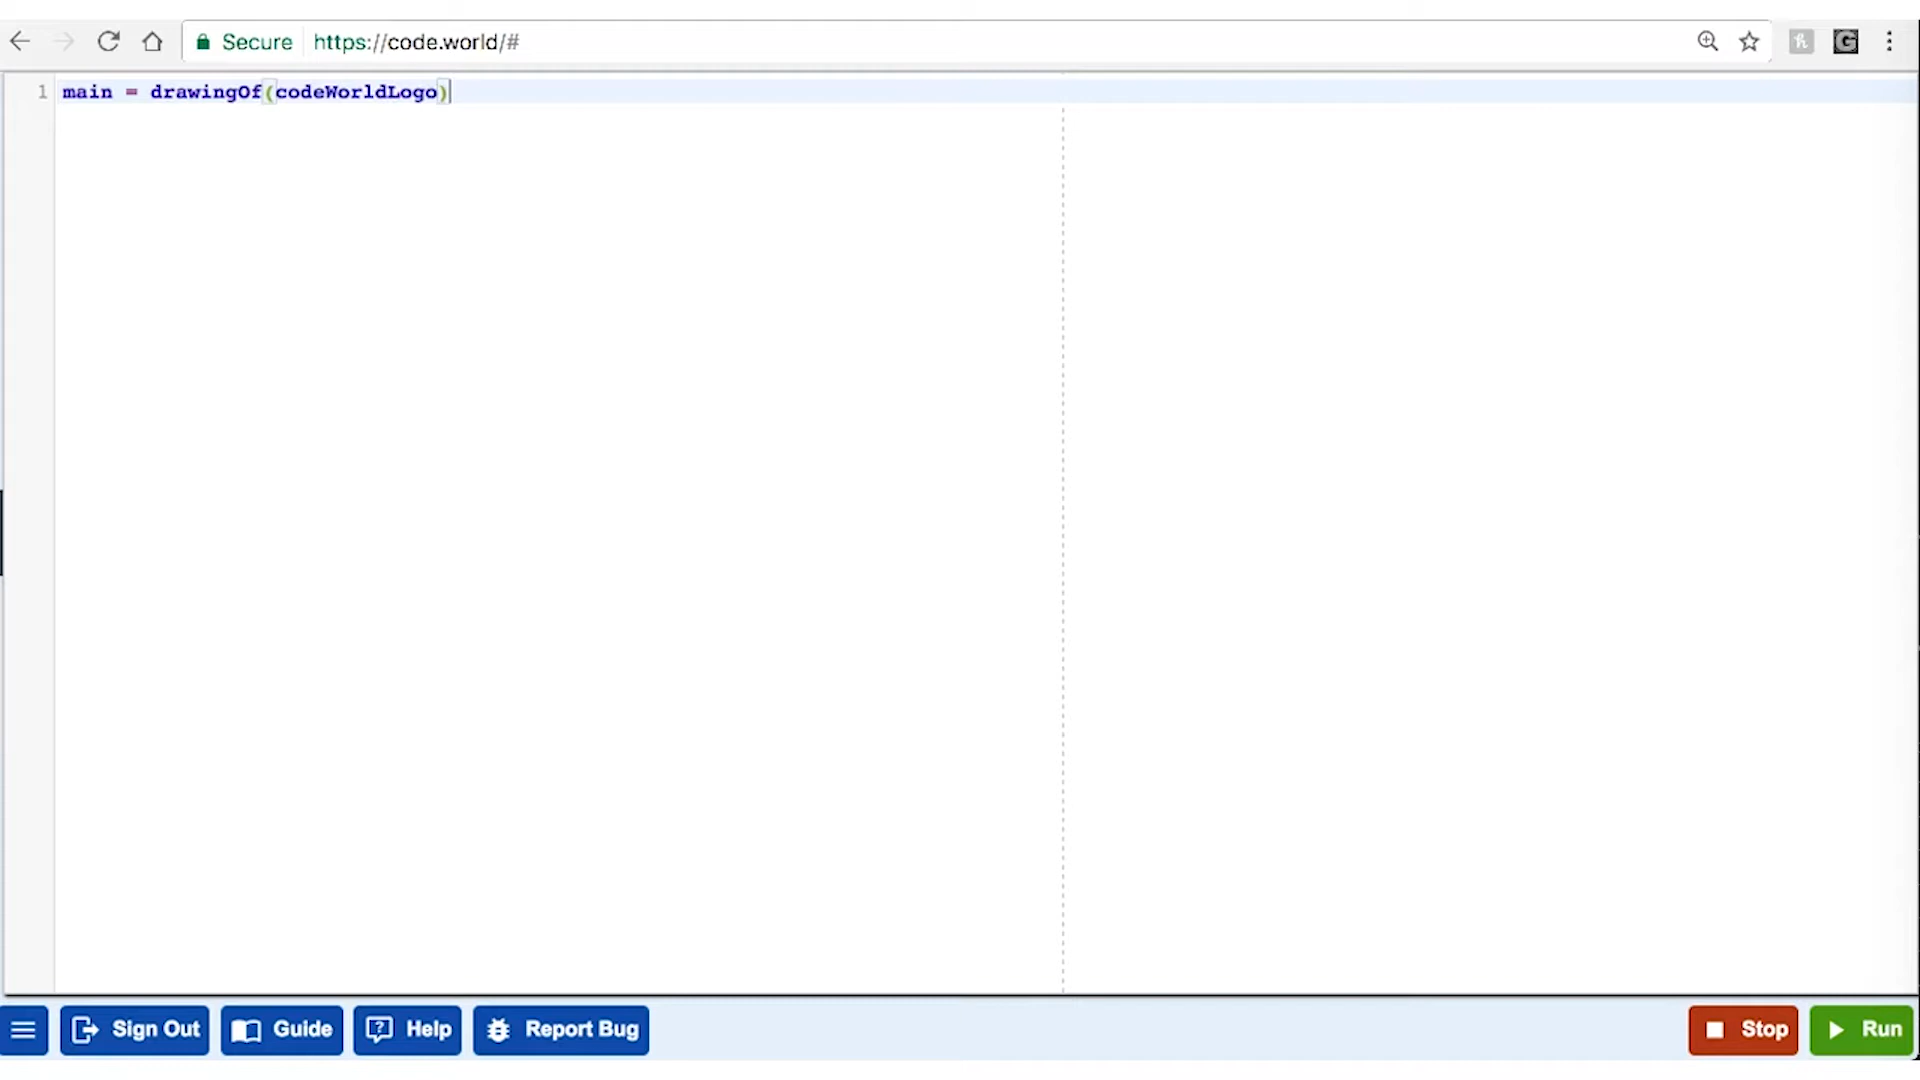 Secure https://code.world/#
1 main = drawingOf(codeWorldLogo)
Sign Out Guide Help Report Bug Stop Run